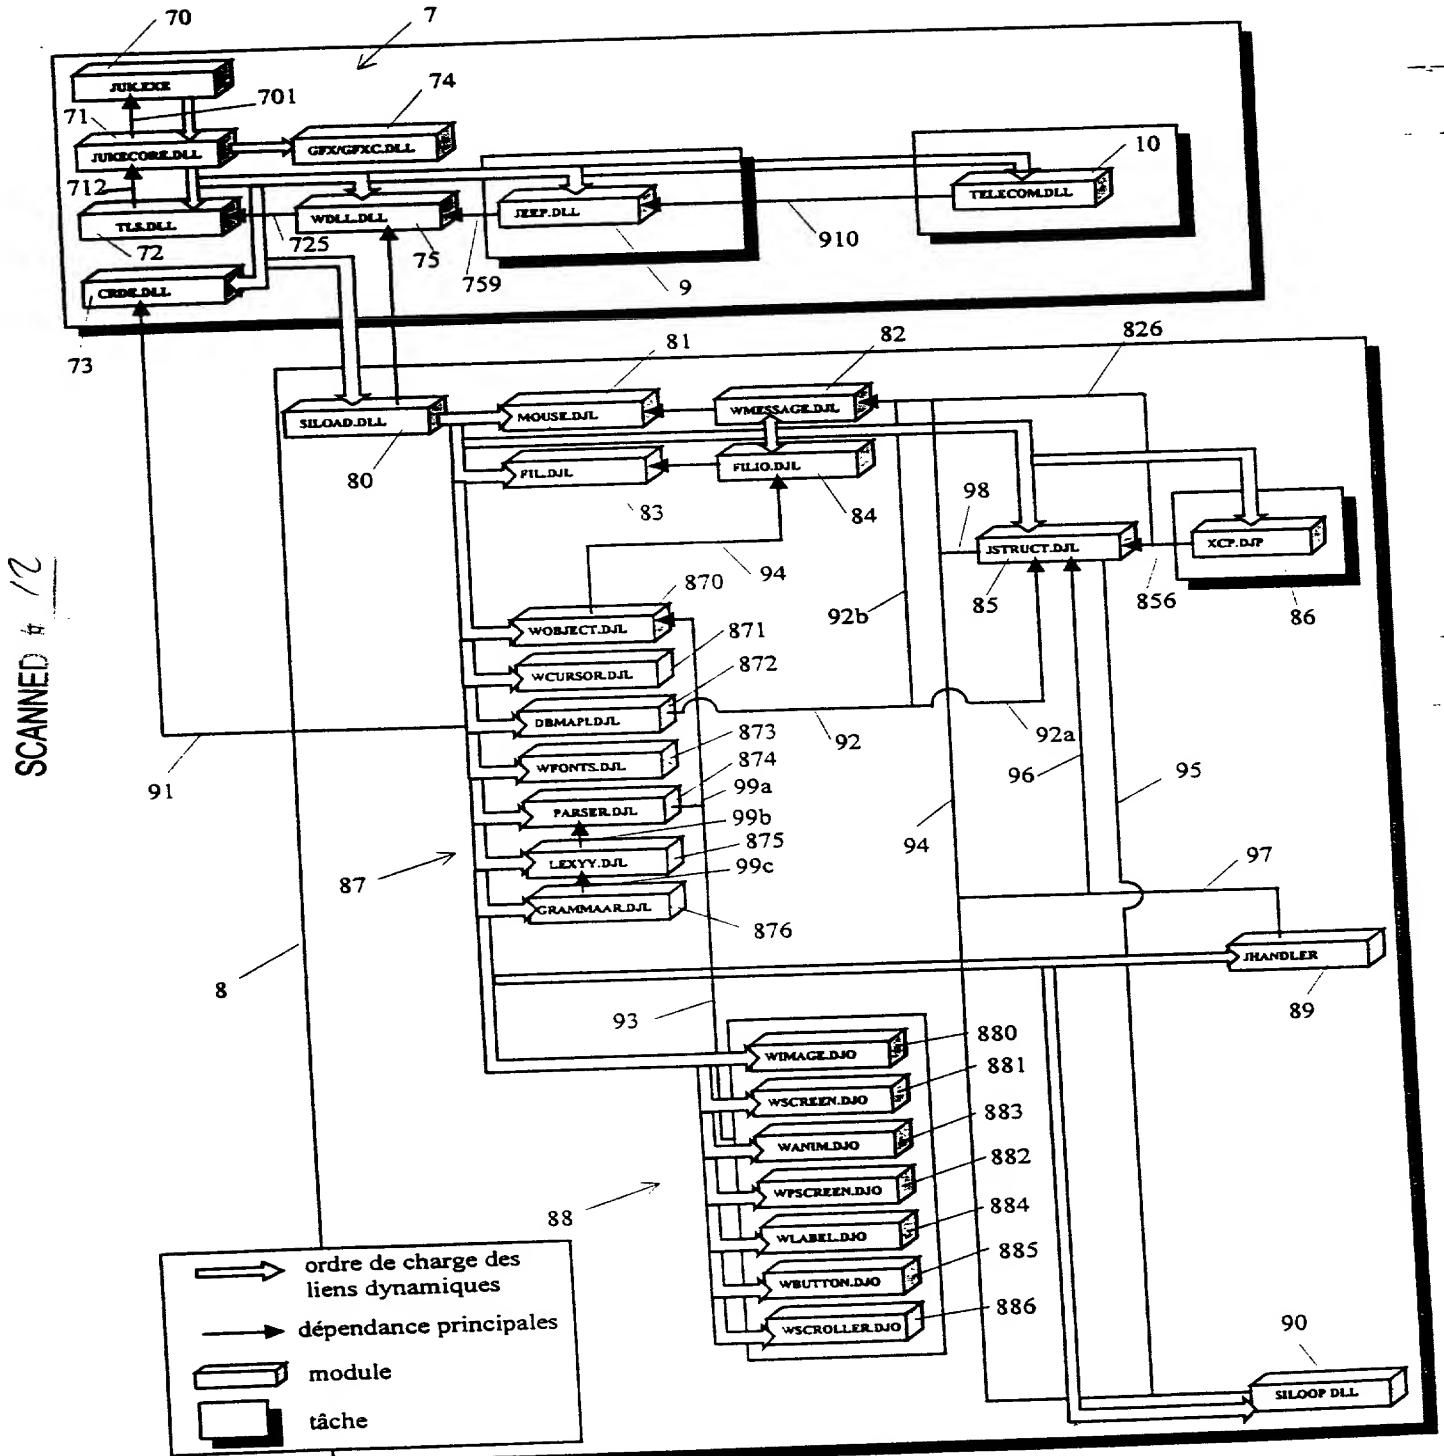 70
7
JUK.EXE
74
701
71
JUKECORE.DLL
GFX/GFXC.DLL
10
712
TELECOM.DLL
TLS.DLL
WDLL.DLL
JEEP.DLL
72
725
75
759
910
9
CRDE.DLL
73
81
82
826
SILOAD.DLL
MOUSE.DJL
WMESSAGE.DJL
80
FIL.DJL
FILIO.DJL
98
83
84
JSTRUCT.DJL
XCP.DJP
94
870
85
856
86
92b
WOBJECT.DJL
871
WCURSOR.DJL
872
DBMAPI.DJL
92
92a
873
WFONTS.DJL
874
96
95
91
99a
PARSER.DJL
99b
875
94
87
LEXYY.DJL
97
99c
GRAMMAAR.DJL
876
JHANDLER
8
89
93
880
WIMAGE.DJO
881
WSCREEN.DJO
883
WANIM.DJO
882
WPSCREEN.DJO
88
884
WLABEL.DJO
885
WBUTTON.DJO
886
WSCROLLER.DJO
90
SILOOP DLL
ordre de charge des
liens dynamiques
dépendance principales
module
tâche
SCANNED # 12